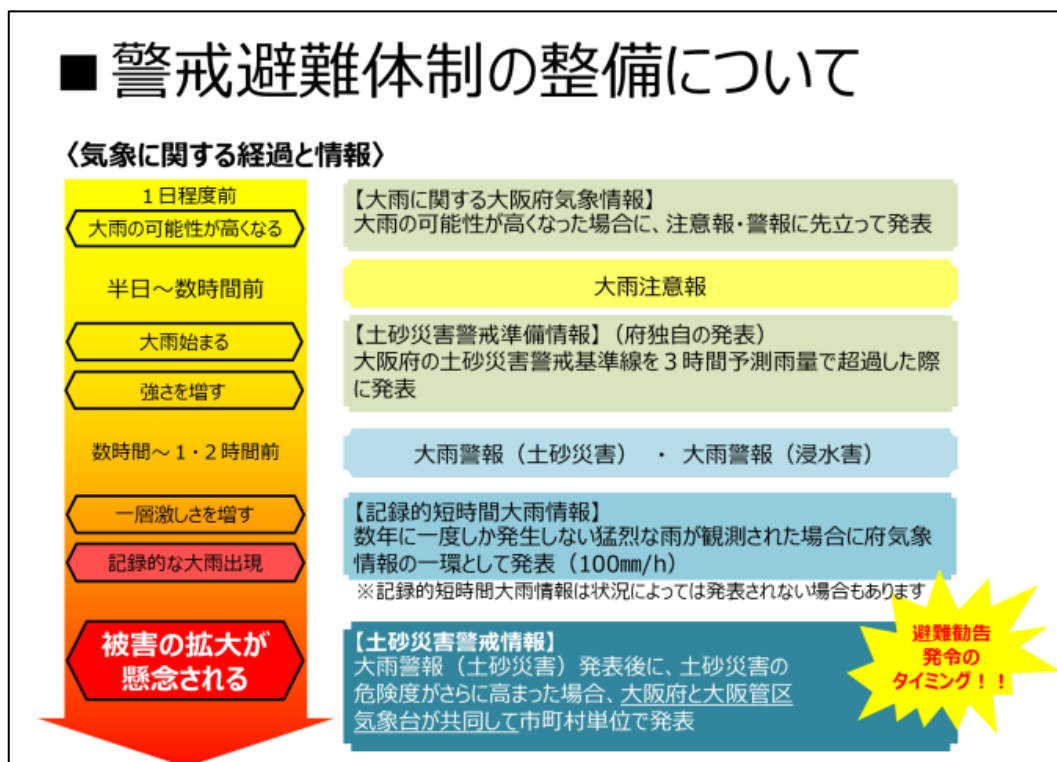 ■警戒避難体制の整備について
〈気象に関する経過と情報〉
1日程度前
大雨の可能性が高くなる
【大雨に関する大阪府気象情報】
大雨の可能性が高くなった場合に、注意報・警報に先立って発表
半日～数時間前
大雨注意報
大雨始まる
強さを増す
【土砂災害警戒準備情報】（府独自の発表）
大阪府の土砂災害警戒基準線を３時間予測雨量で超過した際
に発表
数時間～１・２時間前
大雨警報（土砂災害） ・ 大雨警報（浸水害）
一層激しさを増す
記録的な大雨出現
【記録的短時間大雨情報】
数年に一度しか発生しない猛烈な雨が観測された場合に府気象
情報の一環として発表（100mm/h）
※記録的短時間大雨情報は状況によっては発表されない場合もあります
被害の拡大が
懸念される
【土砂災害警戒情報】
大雨警報（土砂災害）発表後に、土砂災害の
危険度がさらに高まった場合、大阪府と大阪管区
気象台が共同して市町村単位で発表
避難勧告
発令の
タイミング！！